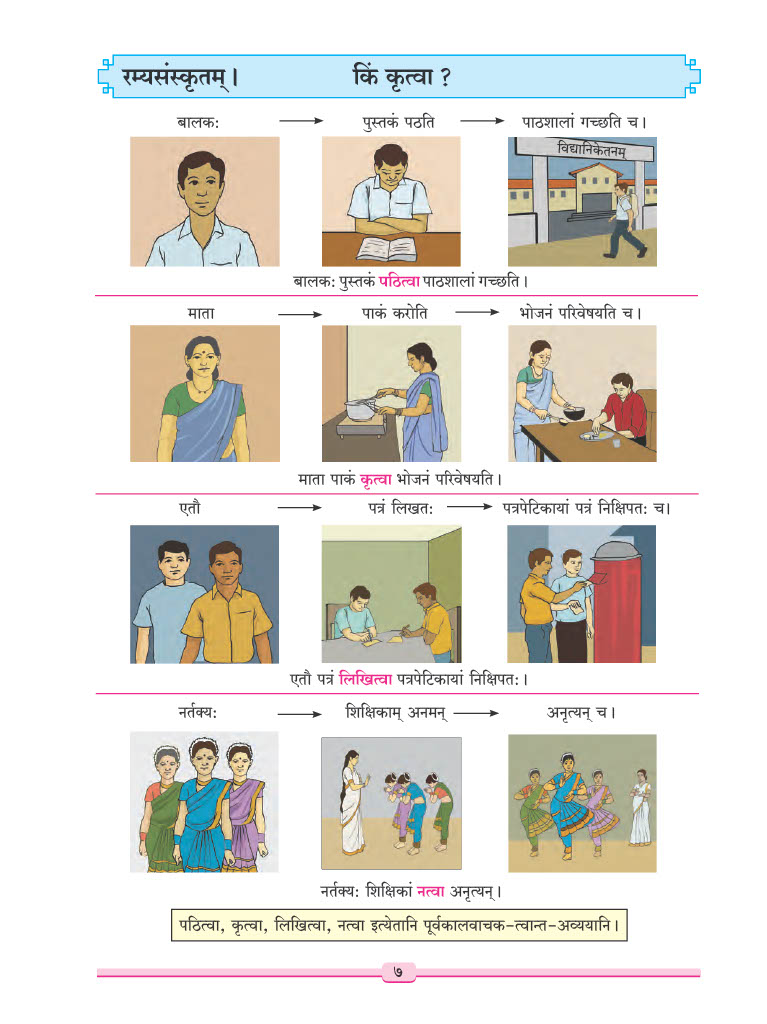 रम्यसंस्कृतम्। किं कृत्वा ?
बालकः पुस्तकं पठति पाठशालां गच्छति च।
विद्यानिकेतनम्
बालकः पुस्तकं पठित्वा पाठशालां गच्छति।
माता पाकं करोति भोजनं परिवेषयति च।
माता पाकं कृत्वा भोजनं परिवेषयति।
एतौ पत्रं लिखतः पत्रपेटिकायां पत्रं निक्षिपतः च।
एतौ पत्रं लिखित्वा पत्रपेटिकायां निक्षिपतः।
नर्तक्यः शिक्षिकाम् अनमन् अनृत्यन् च।
नर्तक्यः शिक्षिकां नत्वा अनृत्यन्।
पठित्वा, कृत्वा, लिखित्वा, नत्वा इत्येतानि पूर्वकालवाचक-त्वान्त-अव्ययानि।
७